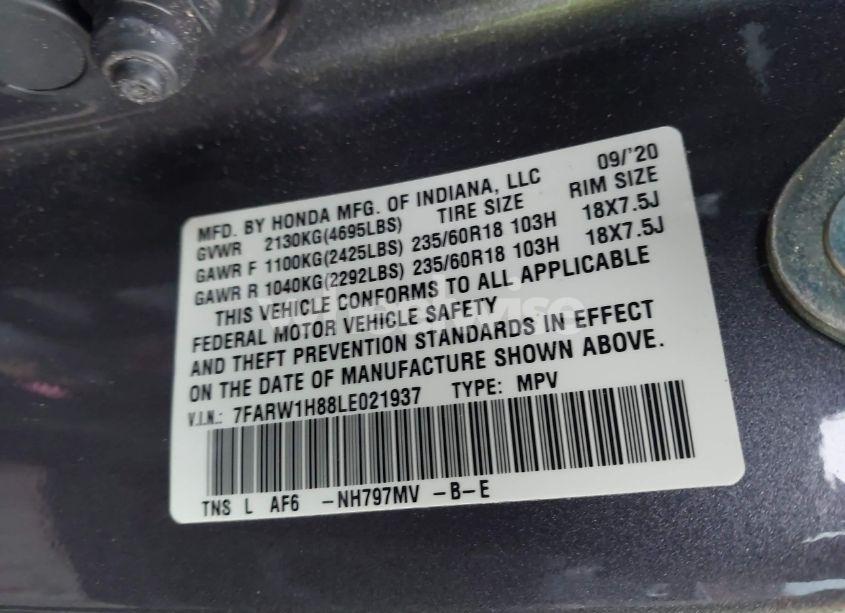 MFD. BY HONDA MFG. OF INDIANA, LLC 09/'20
GVWR 2130KG(4695LBS) TIRE SIZE RIM SIZE
GAWR F 1100KG(2425LBS) 235/60R18 103H 18X7.5J
GAWR R 1040KG(2292LBS) 235/60R18 103H 18X7.5J
THIS VEHICLE CONFORMS TO ALL APPLICABLE
FEDERAL MOTOR VEHICLE SAFETY
AND THEFT PREVENTION STANDARDS IN EFFECT
ON THE DATE OF MANUFACTURE SHOWN ABOVE.
V.I.N.: 7FARW1H88LE021937 TYPE: MPV
TNS L AF6 -NH797MV -B-E